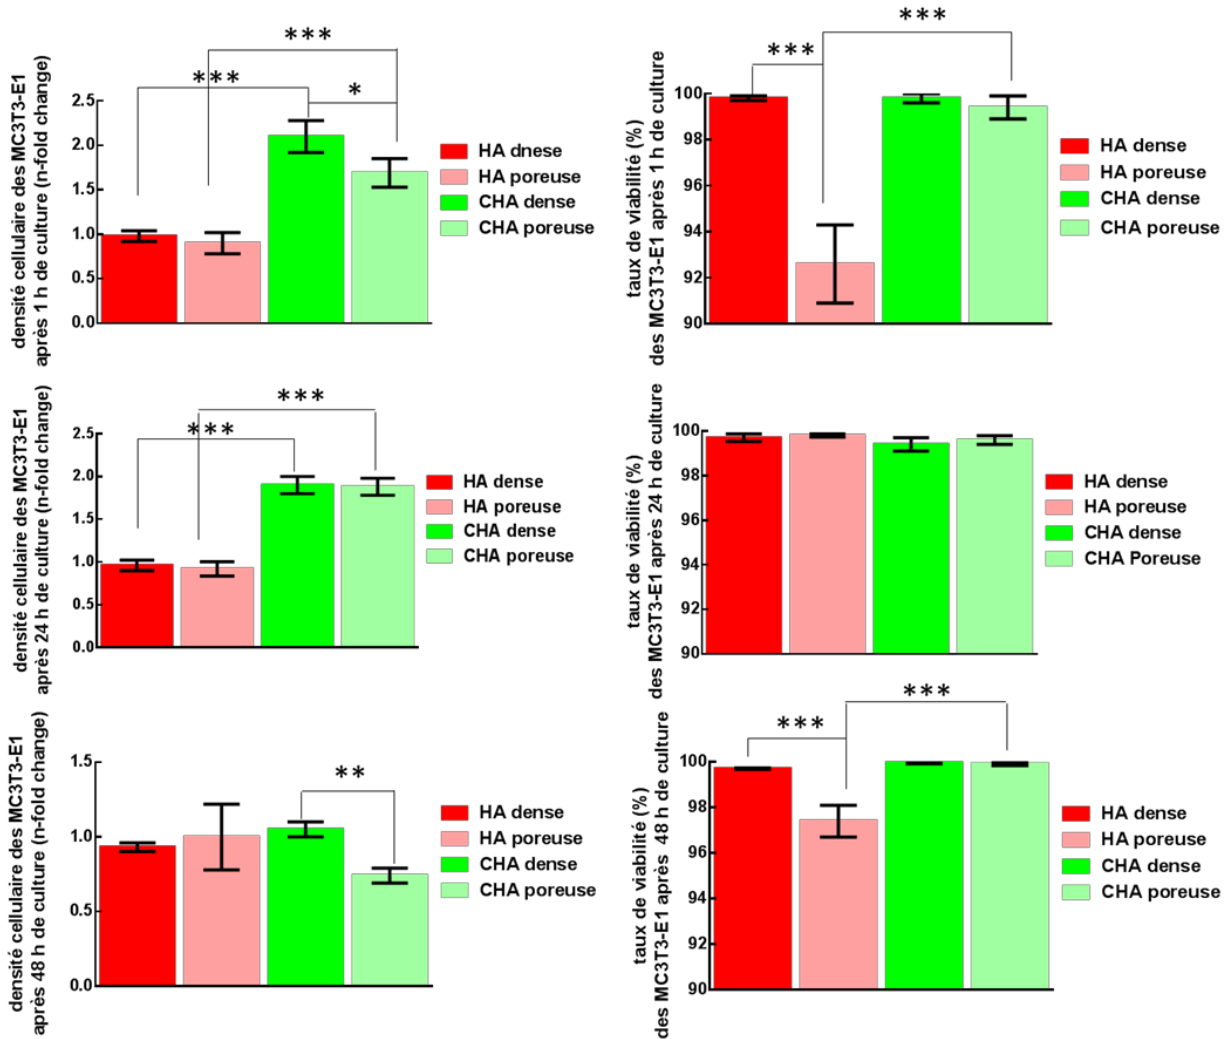 densité cellulaire des MC3T3-E1
après 1 h de culture (n-fold change)
2.5
2.0
1.5
1.0
0.5
0.0
***
***
*
HA dnese
HA poreuse
CHA dense
CHA poreuse
taux de viabilité (%)
des MC3T3-E1 après 1 h de culture
100
98
96
94
92
90
***
***
HA dense
HA poreuse
CHA dense
CHA poreuse
densité cellulaire des MC3T3-E1
après 24 h de culture (n-fold change)
2.5
2.0
1.5
1.0
0.5
0.0
***
***
HA dense
HA poreuse
CHA dense
CHA poreuse
taux de viabilité (%)
des MC3T3-E1 après 24 h de culture
100
98
96
94
92
90
HA dense
HA poreuse
CHA dense
CHA Poreuse
densité cellulaire des MC3T3-E1
après 48 h de culture (n-fold change)
1.5
1.0
0.5
0.0
**
HA dense
HA poreuse
CHA dense
CHA poreuse
taux de viabilité (%)
des MC3T3-E1 après 48 h de culture
100
98
96
94
92
90
***
***
HA dense
HA poreuse
CHA dense
CHA poreuse